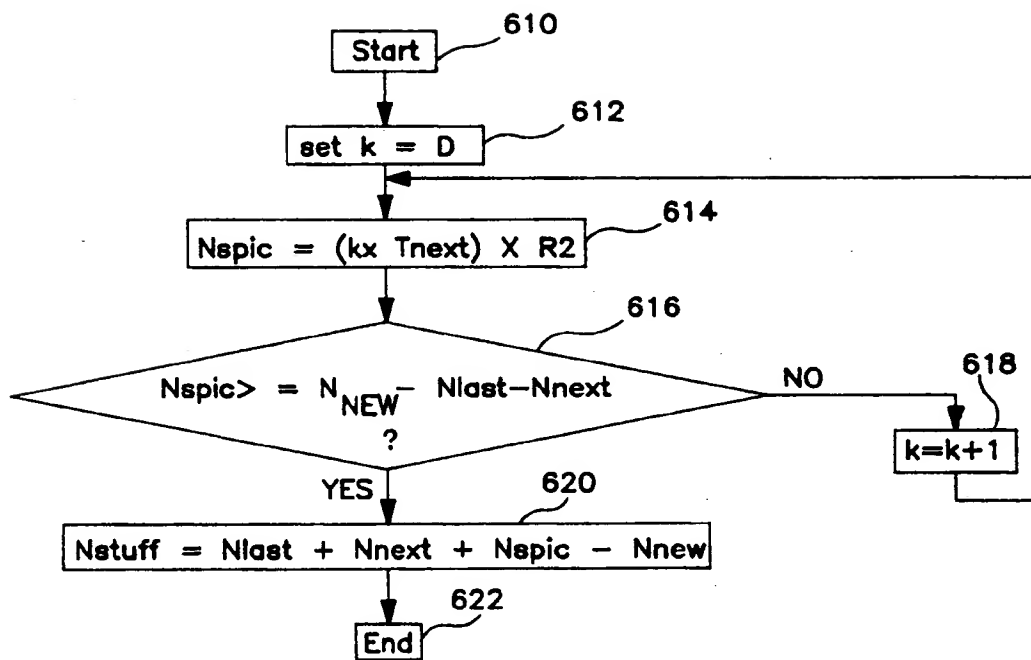 610
Start
612
set k = D
614
Nspic = (kx Tnext) X R2
616
Nspic> = N NEW - Nlast-Nnext
?
NO
618
k=k+1
YES
620
Nstuff = Nlast + Nnext + Nspic - Nnew
622
End